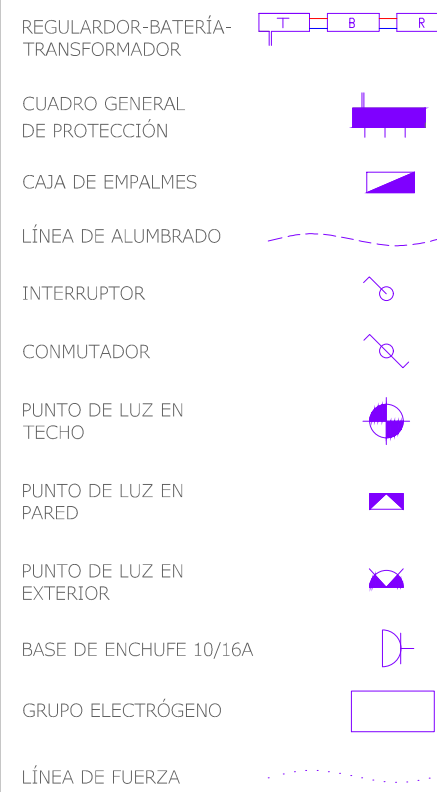 REGULARDOR-BATERÍA-
TRANSFORMADOR
T B R
CUADRO GENERAL
DE PROTECCIÓN
CAJA DE EMPALMES
LÍNEA DE ALUMBRADO
INTERRUPTOR
CONMUTADOR
PUNTO DE LUZ EN
TECHO
PUNTO DE LUZ EN
PARED
PUNTO DE LUZ EN
EXTERIOR
BASE DE ENCHUFE 10/16A
GRUPO ELECTRÓGENO
LÍNEA DE FUERZA